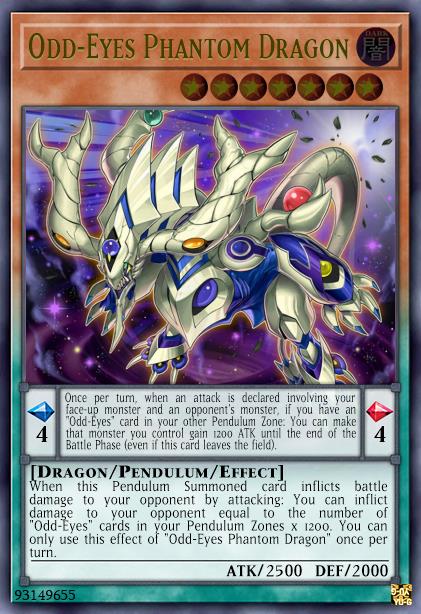 ODD-EYES PHANTOM DRAGON
DARK
闇
Once per turn, when an attack is declared involving your
face-up monster and an opponent's monster, if you have an
"Odd-Eyes" card in your other Pendulum Zone: You can make
that monster you control gain 1200 ATK until the end of the
Battle Phase (even if this card leaves the field).
4
4
[DRAGON/PENDULUM/EFFECT]
When this Pendulum Summoned card inflicts battle
damage to your opponent by attacking: You can inflict
damage to your opponent equal to the number of
"Odd-Eyes" cards in your Pendulum Zones x 1200. You can
only use this effect of "Odd-Eyes Phantom Dragon" once per
turn.
ATK/2500 DEF/2000
93149655